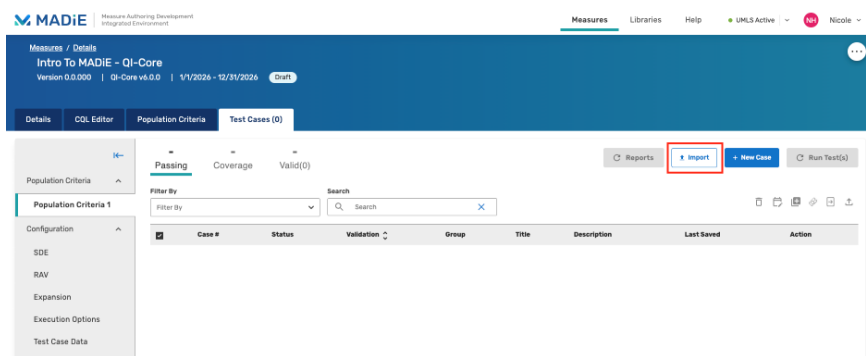 MADiE
Measure Authoring Development
Integrated Environment
Measures Libraries Help UMLS Active NH Nicole
Measures / Details
Intro To MADiE - QI-Core
Version 0.0.000 | QI-Core v6.0.0 | 1/1/2026 - 12/31/2026 Draft
Details CQL Editor Population Criteria Test Cases (0)
- - -
Passing Coverage Valid(0)
Reports Import + New Case Run Test(s)
Population Criteria
Population Criteria 1
Configuration
SDE
RAV
Expansion
Execution Options
Test Case Data
Filter By Search
Filter By Search
Case # Status Validation Group Title Description Last Saved Action